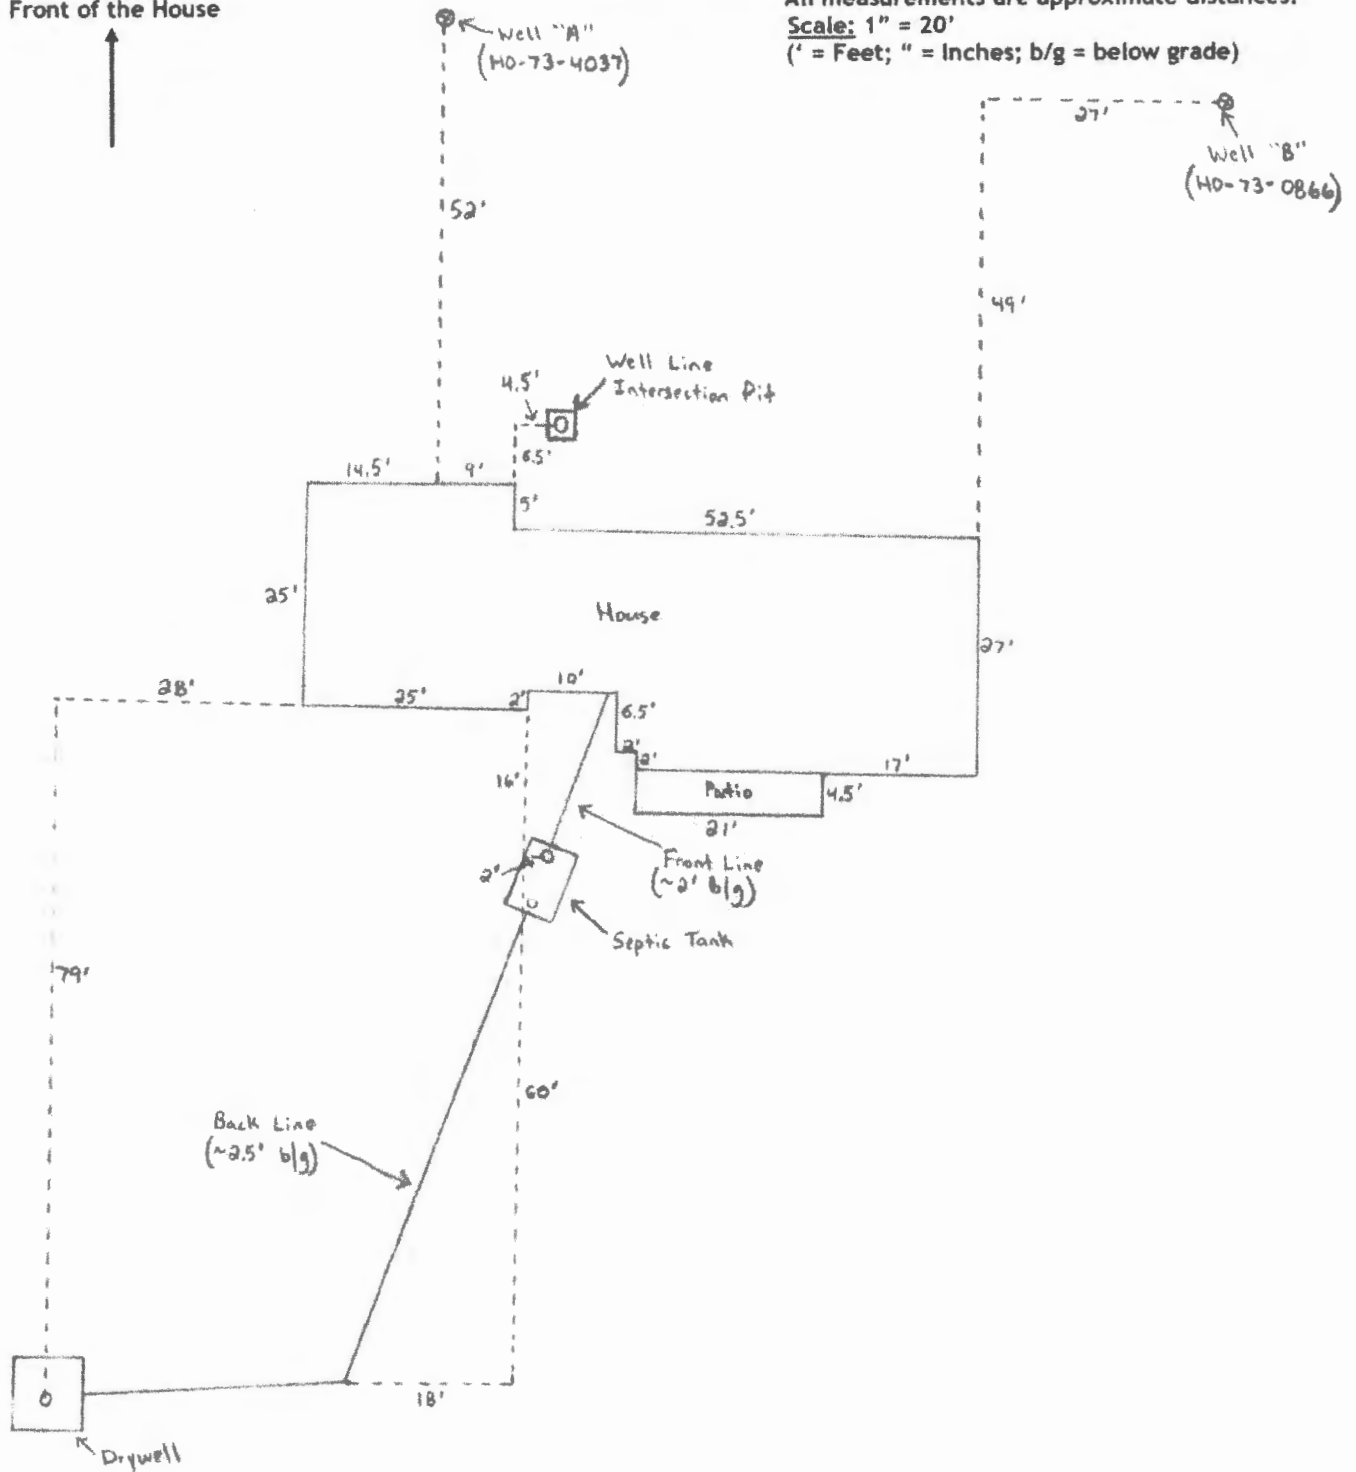 Front of the House
All measurements are approximate distances.
Scale: 1" = 20'
(' = Feet; " = Inches; b/g = below grade)
Well "A"
(HO-73-4037)
27'
Well "B"
(HO-73-0866)
52'
49'
Well Line
Intersection Pit
4.5'
6.5'
14.5'
9'
5'
52.5'
25'
House
27'
28'
25'
2'
10'
6.5'
2'
2'
17'
16'
Patio
4.5'
21'
2'
Front Line
(~2' b/g)
Septic Tank
79'
60'
Back Line
(~2.5' b/g)
18'
Drywell